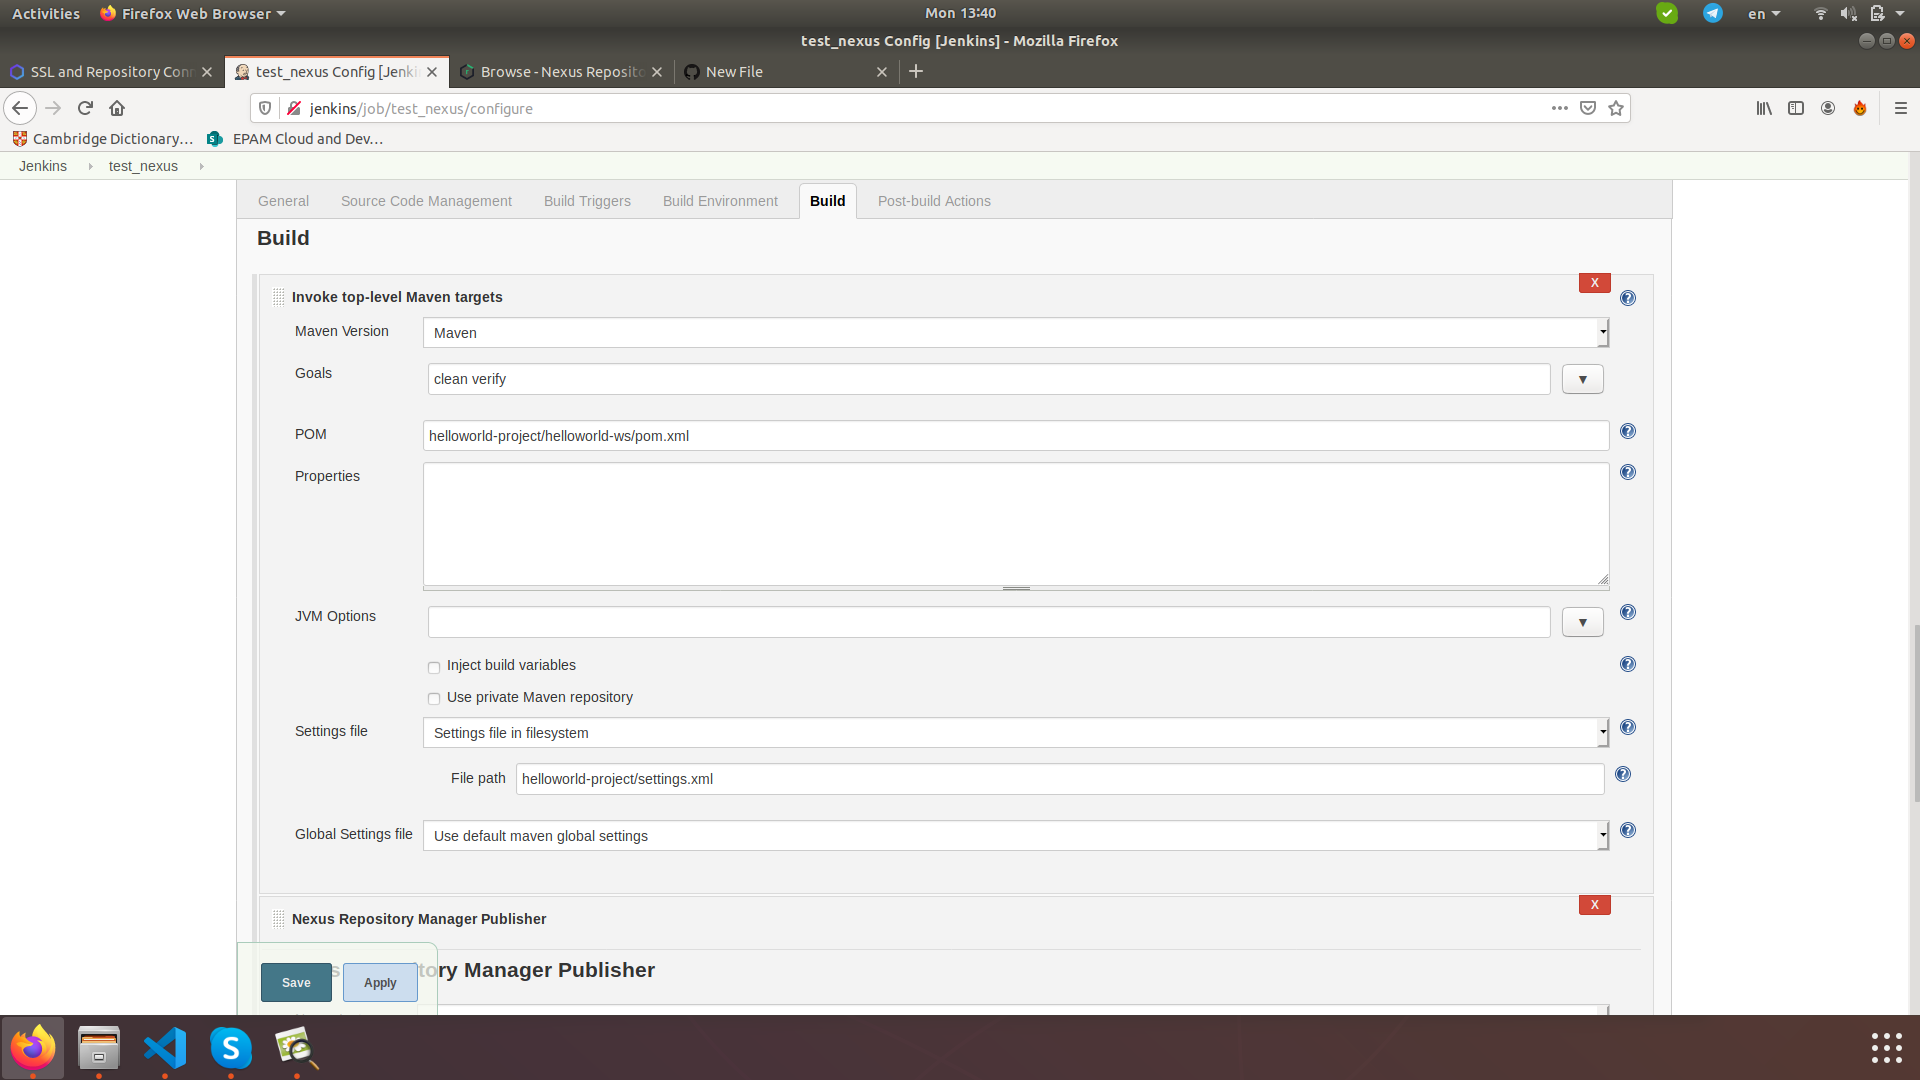 Activities
Firefox Web Browser
Mon 13:40
en
test_nexus Config [Jenkins] - Mozilla Firefox
SSL and Repository Con
test_nexus Config [Jenki
Browse - Nexus Reposito
New File
jenkins/job/test_nexus/configure
Cambridge Dictionary…
EPAM Cloud and Dev…
Jenkins
test_nexus
General
Source Code Management
Build Triggers
Build Environment
Build
Post-build Actions
Build
X
Invoke top-level Maven targets
Maven Version
Maven
Goals
clean verify
POM
helloworld-project/helloworld-ws/pom.xml
Properties
JVM Options
Inject build variables
Use private Maven repository
Settings file
Settings file in filesystem
File path
helloworld-project/settings.xml
Global Settings file
Use default maven global settings
X
Nexus Repository Manager Publisher
Manager Publisher
Save
Apply